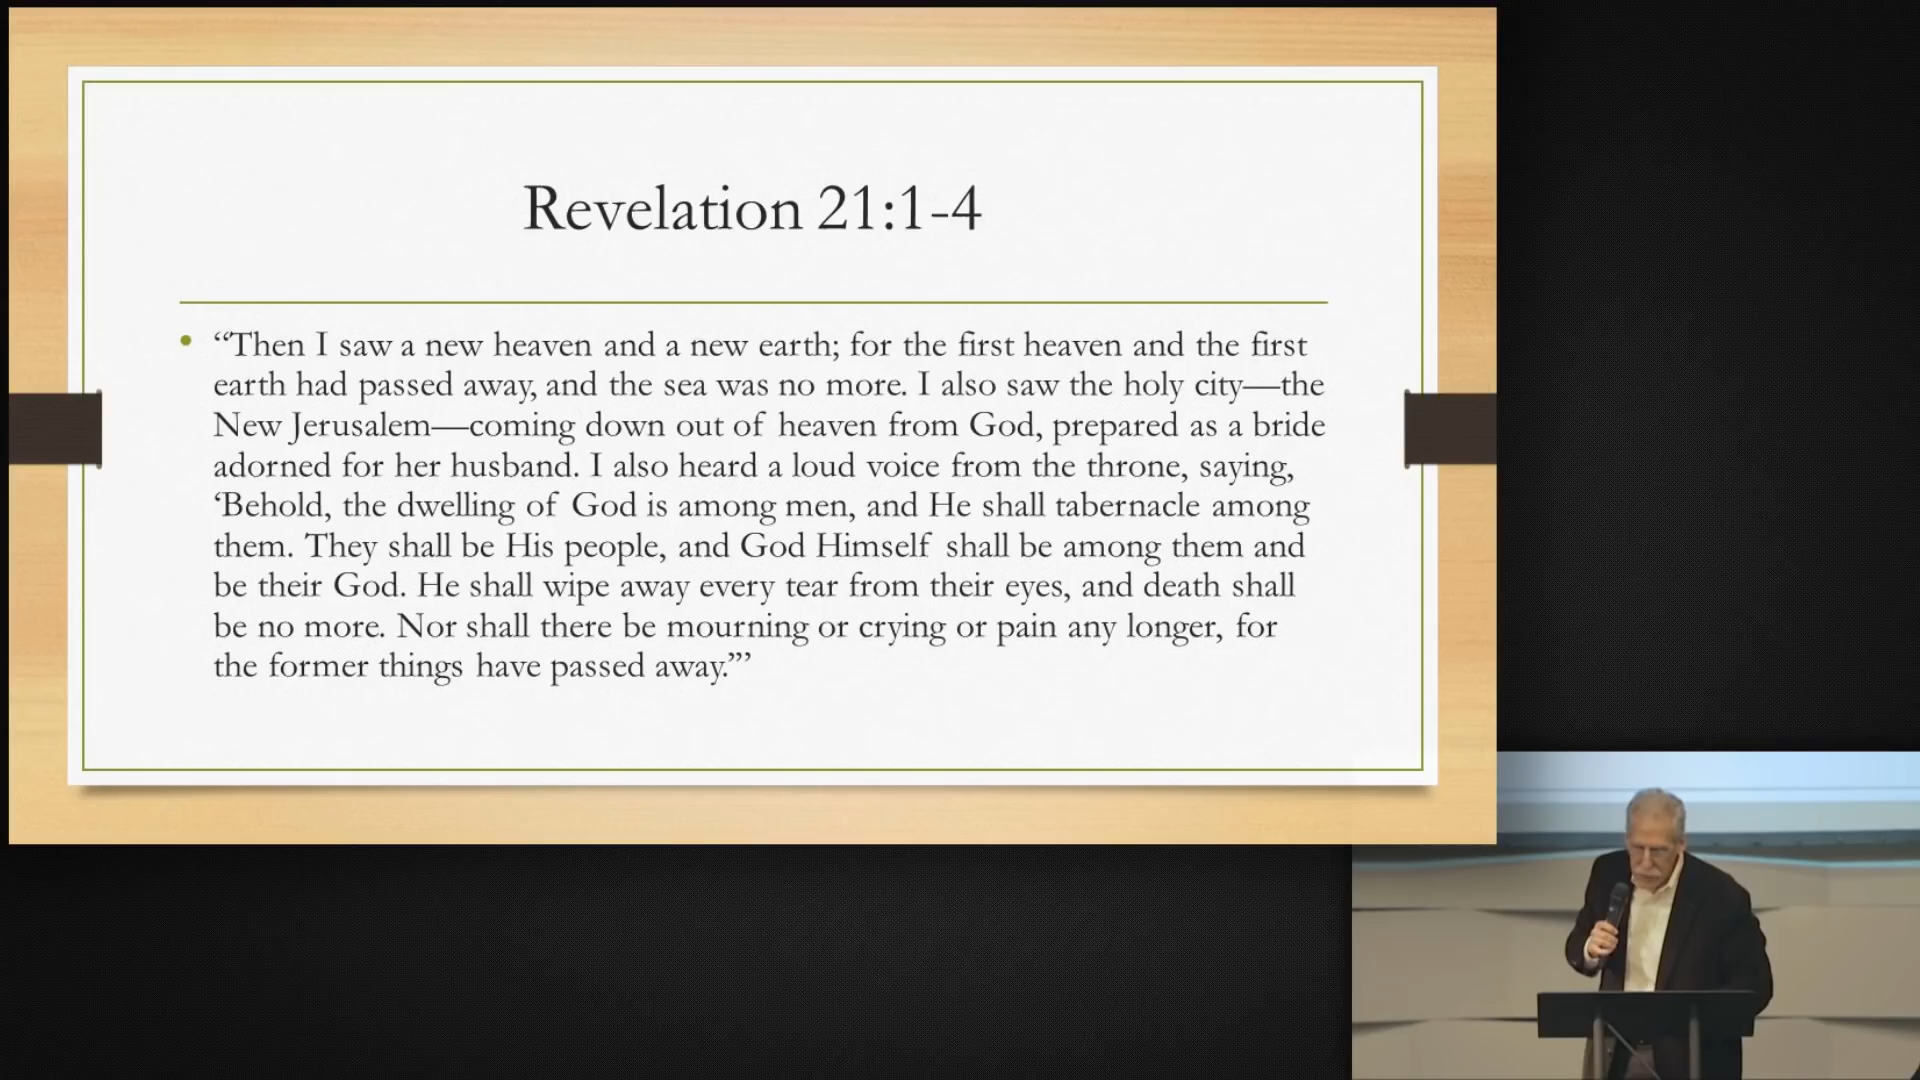 Revelation 21:1-4
• “Then I saw a new heaven and a new earth; for the first heaven and the first
earth had passed away, and the sea was no more. I also saw the holy city—the
New Jerusalem—coming down out of heaven from God, prepared as a bride
adorned for her husband. I also heard a loud voice from the throne, saying,
‘Behold, the dwelling of God is among men, and He shall tabernacle among
them. They shall be His people, and God Himself shall be among them and
be their God. He shall wipe away every tear from their eyes, and death shall
be no more. Nor shall there be mourning or crying or pain any longer, for
the former things have passed away.”’